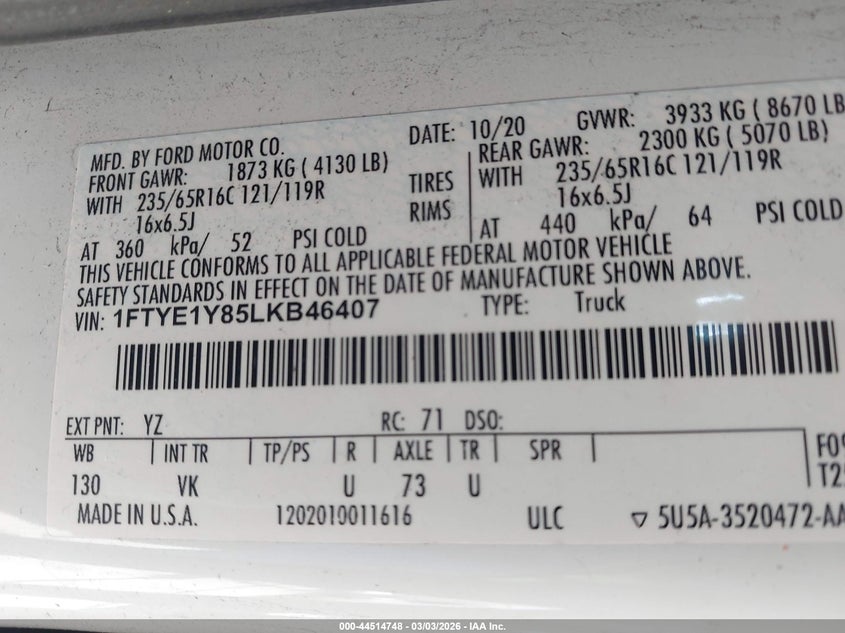 MFD. BY FORD MOTOR CO.
DATE: 10/20
GVWR: 3933 KG ( 8670 LB
FRONT GAWR: 1873 KG ( 4130 LB)
REAR GAWR: 2300 KG ( 5070 LB)
WITH 235/65R16C 121/119R
TIRES
WITH 235/65R16C 121/119R
16x6.5J
RIMS
16x6.5J
AT 360 kPa/ 52 PSI COLD
AT 440 kPa/ 64 PSI COLD
THIS VEHICLE CONFORMS TO ALL APPLICABLE FEDERAL MOTOR VEHICLE
SAFETY STANDARDS IN EFFECT ON THE DATE OF MANUFACTURE SHOWN ABOVE.
VIN: 1FTYE1Y85LKB46407
TYPE: Truck
EXT PNT: YZ RC: 71 DSO:
WB INT TR TP/PS R AXLE TR SPR
130 VK U 73 U
MADE IN U.S.A. 1202010011616 ULC
5U5A-3520472-AA
000-44514748 - 03/03/2026 - IAA Inc.